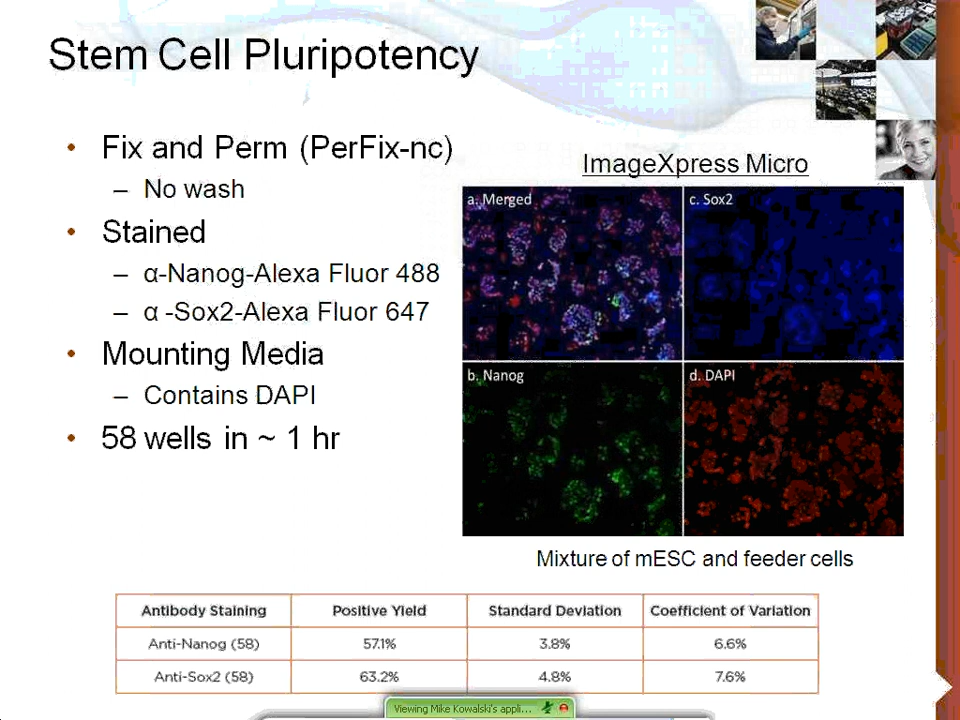 Stem Cell Pluripotency
• Fix and Perm (PerFix-nc)
– No wash
• Stained
– α-Nanog-Alexa Fluor 488
– α -Sox2-Alexa Fluor 647
• Mounting Media
– Contains DAPI
• 58 wells in ~ 1 hr
ImageXpress Micro
a. Merged
c. Sox2
b. Nanog
d. DAPI
Mixture of mESC and feeder cells
Antibody Staining Positive Yield Standard Deviation Coefficient of Variation
Anti-Nanog (58) 57.1% 3.8% 6.6%
Anti-Sox2 (58) 63.2% 4.8% 7.6%
Viewing Mike Kowalski's appli...